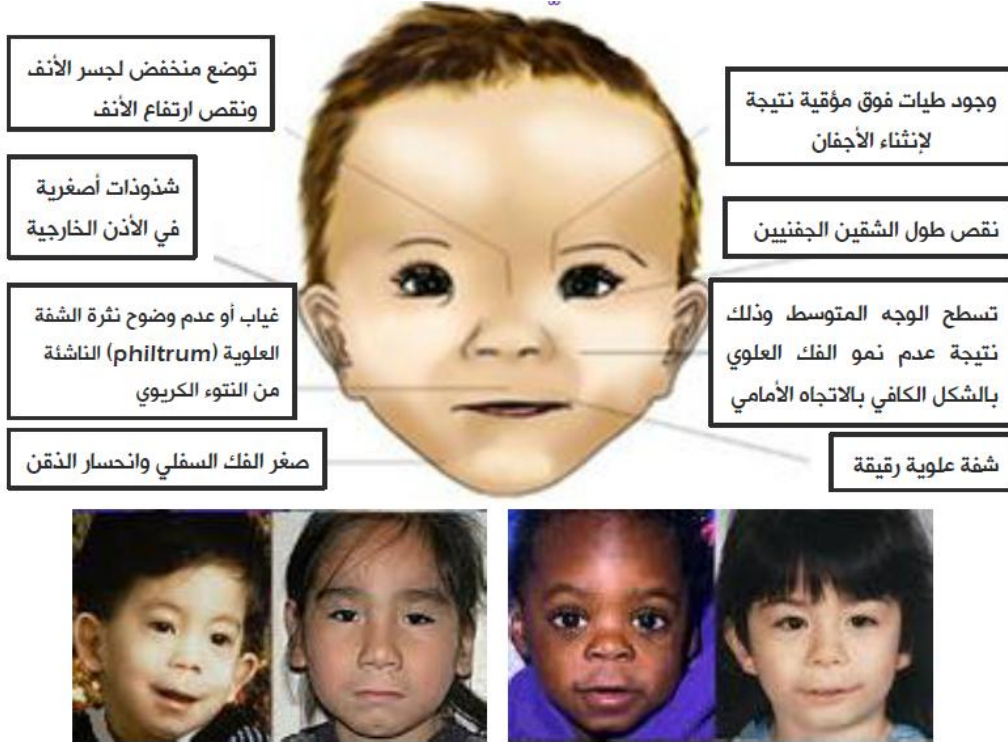 توضع منخفض لجسر الأنف
ونقص ارتفاع الأنف
وجود طيات فوق مؤقية نتيجة
لإنثناء الأجفان
شذوذات أصغرية
في الأذن الخارجية
نقص طول الشقين الجفنيين
غياب أو عدم وضوح نثرة الشفة
العلوية (philtrum) الناشئة
من النتوء الكريوي
تسطح الوجه المتوسط وذلك
نتيجة عدم نمو الفك العلوي
بالشكل الكافي بالاتجاه الأمامي
صغر الفك السفلي وانحسار الذقن
شفة علوية رقيقة